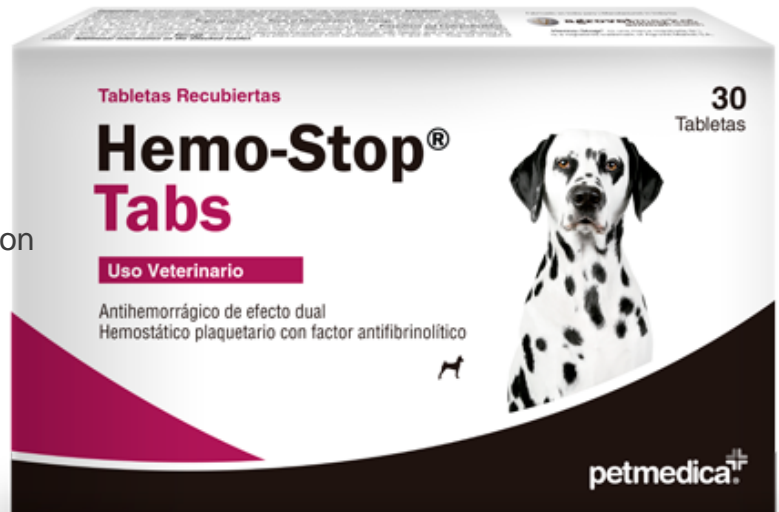 agrovetmarket
Tabletas Recubiertas
30
Tabletas
Hemo-Stop®
Tabs
on
Uso Veterinario
Antihemorrágico de efecto dual
Hemostático plaquetario con factor antifibrinolítico
petmedica